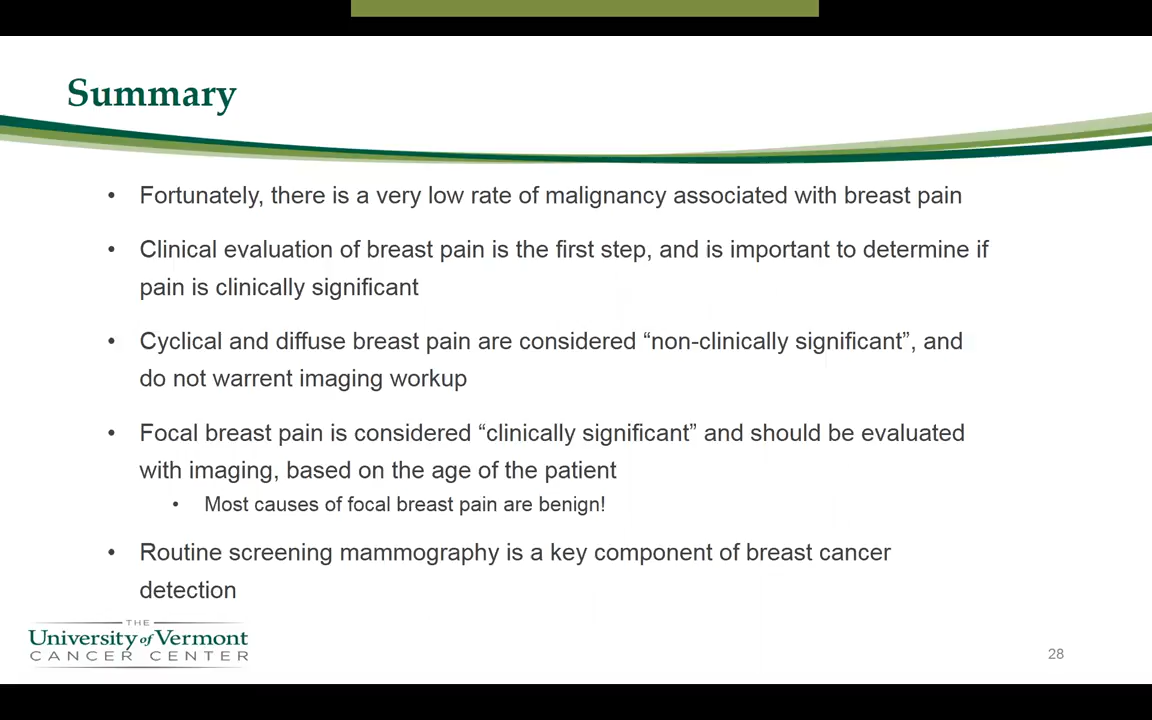 Summary
• Fortunately, there is a very low rate of malignancy associated with breast pain
• Clinical evaluation of breast pain is the first step, and is important to determine if
pain is clinically significant
• Cyclical and diffuse breast pain are considered “non-clinically significant”, and
do not warrent imaging workup
• Focal breast pain is considered “clinically significant” and should be evaluated
with imaging, based on the age of the patient
• Most causes of focal breast pain are benign!
• Routine screening mammography is a key component of breast cancer
detection
THE
University of Vermont
CANCER CENTER
28